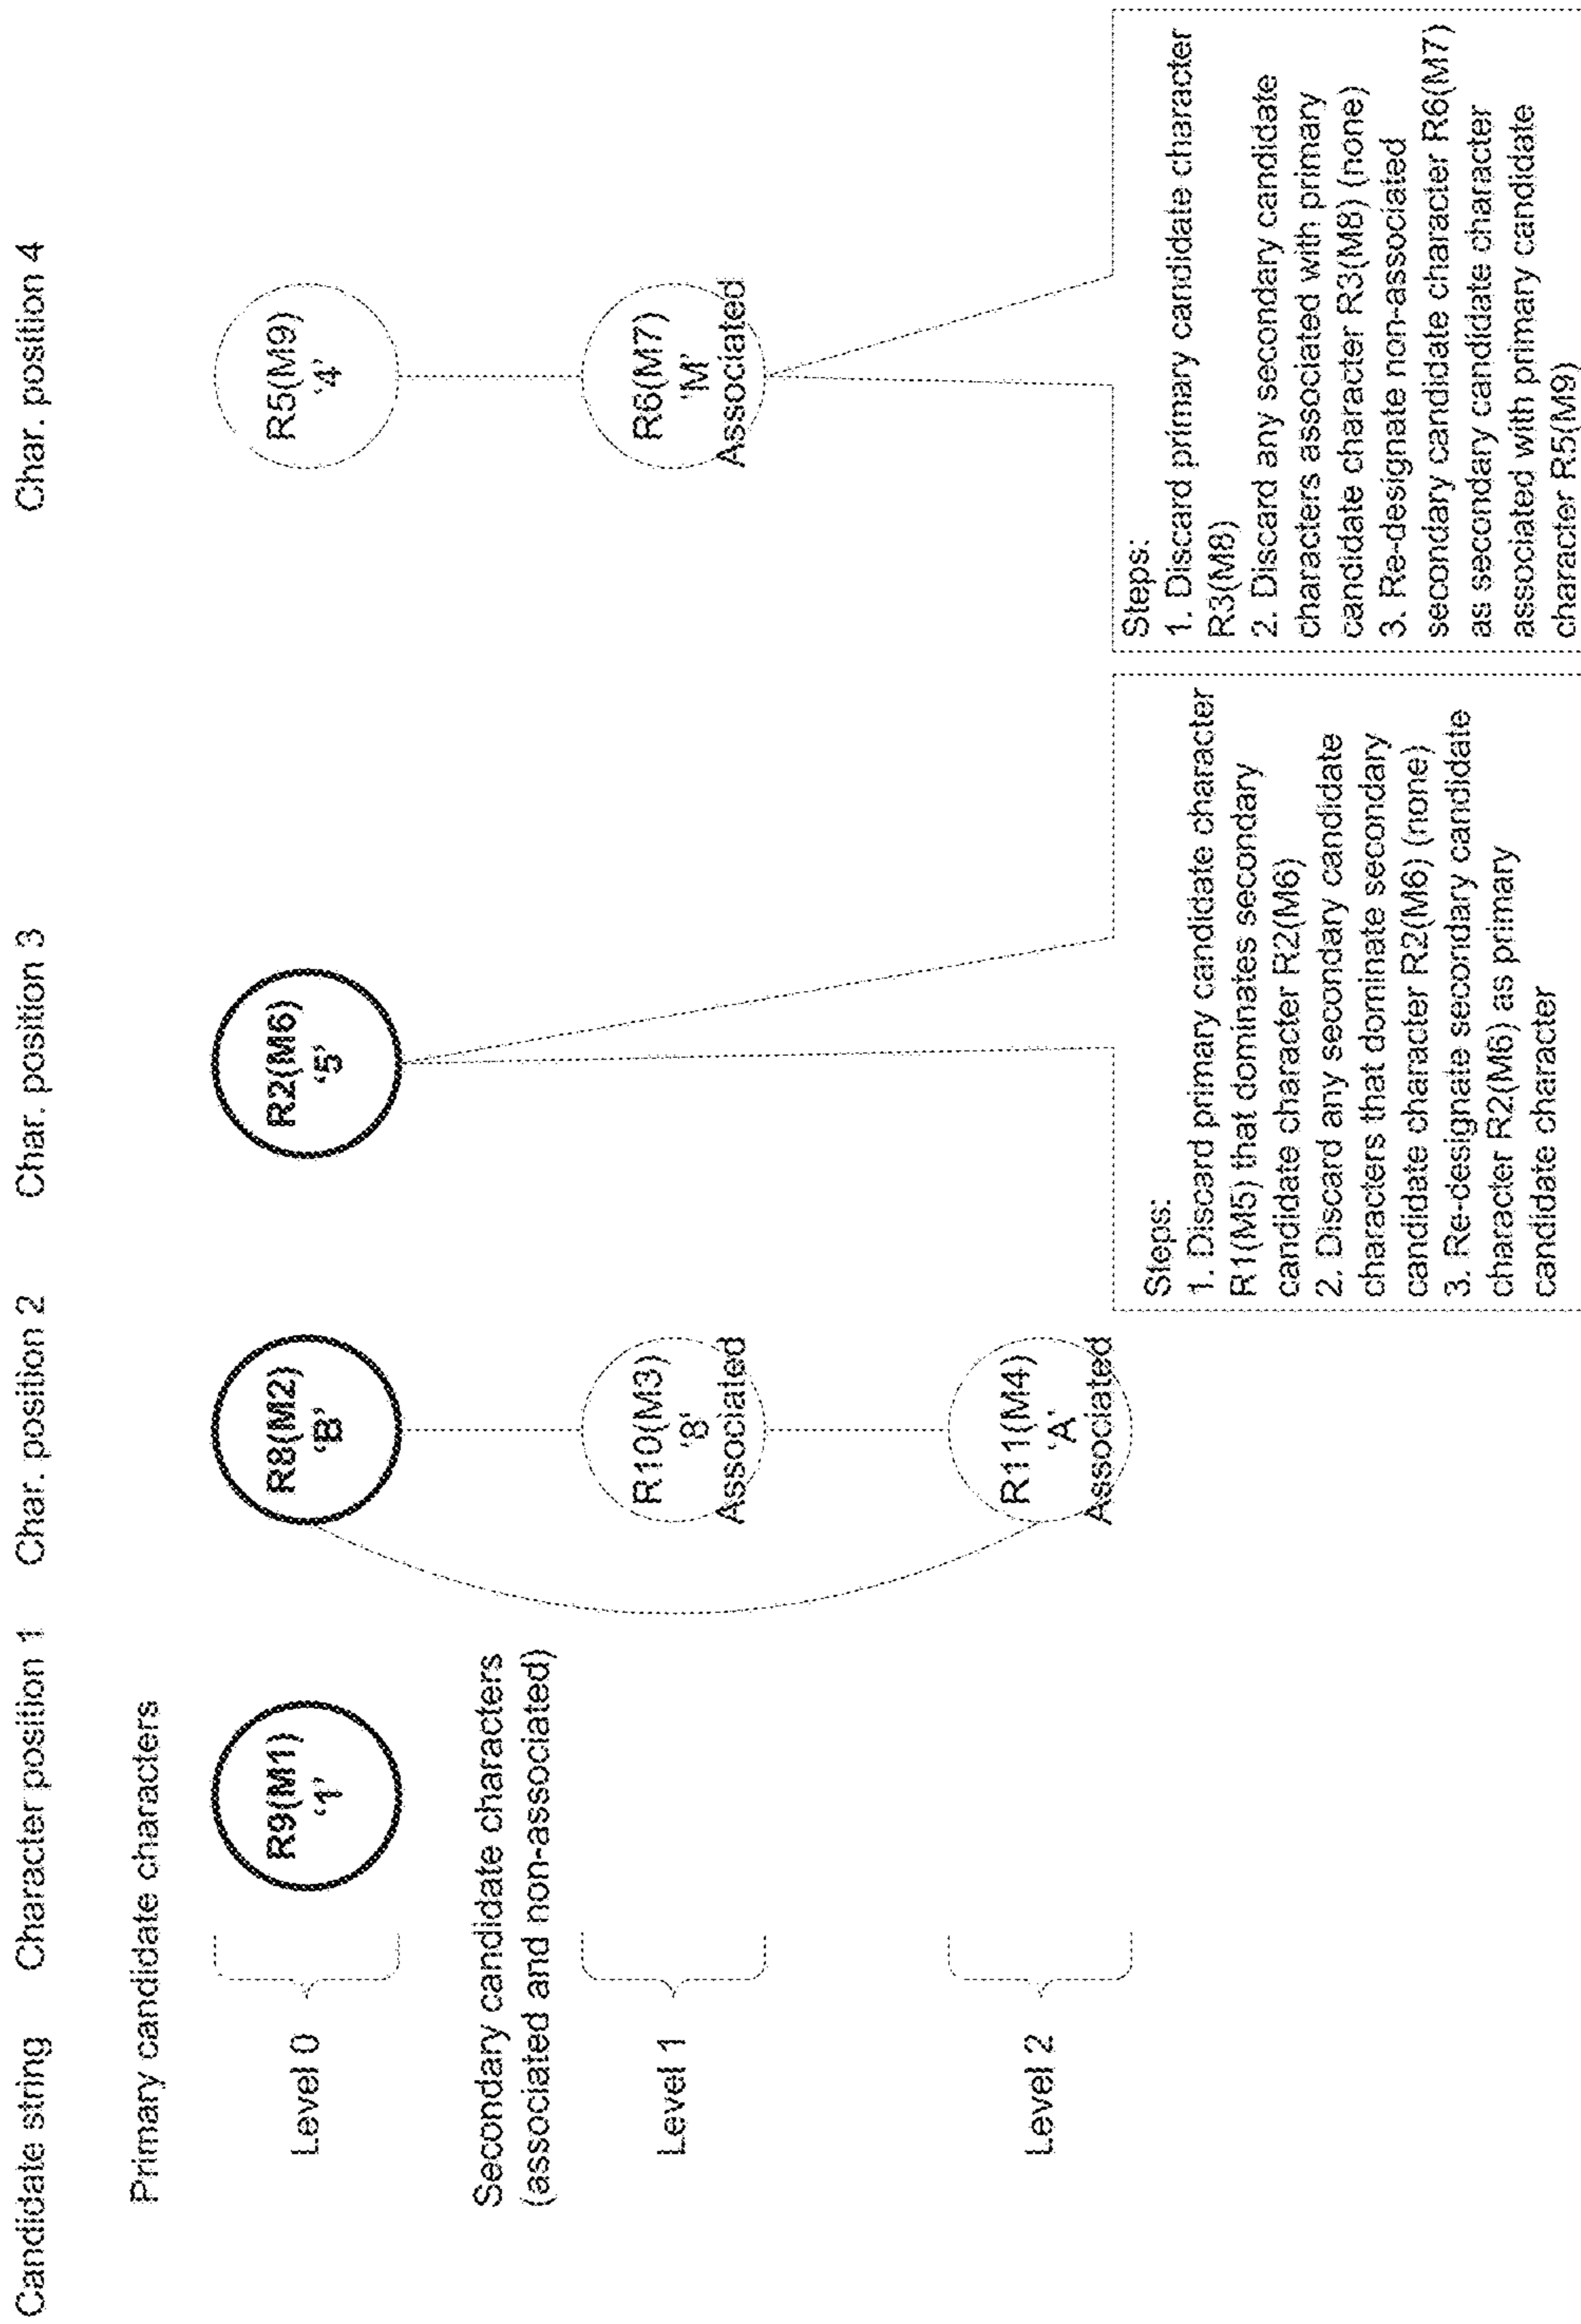 Candidate string Character position 1 Char. position 2 Char. position 3 Char. position 4
Primary candidate characters
Level 0
R9(M1)
‘1’
R8(M2)
‘B’
R2(M6)
‘5’
R5(M9)
‘4’
Secondary candidate characters
(associated and non-associated)
Level 1
R10(M3)
‘8’
Associated
R6(M7)
‘M’
Associated
Level 2
R11(M4)
‘A’
Associated
Steps:
1. Discard primary candidate character
R1(M5) that dominates secondary
candidate character R2(M6)
2. Discard any secondary candidate
characters that dominate secondary
candidate character R2(M6) (none)
3. Re-designate secondary candidate
character R2(M6) as primary
candidate character
Steps:
1. Discard primary candidate character
R3(M8)
2. Discard any secondary candidate
characters associated with primary
candidate character R3(M8) (none)
3. Re-designate non-associated
secondary candidate character R6(M7)
as secondary candidate character
associated with primary candidate
character R5(M9)